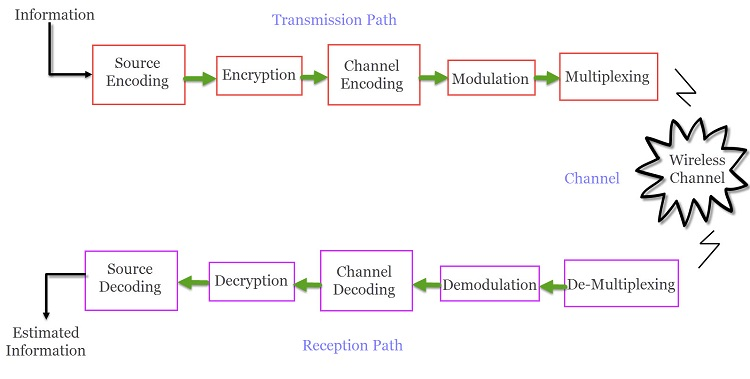 Information
Transmission Path
Source
Encoding
Encryption
Channel
Encoding
Modulation
Multiplexing
Wireless
Channel
Channel
Source
Decoding
Decryption
Channel
Decoding
Demodulation
De-Multiplexing
Estimated
Information
Reception Path